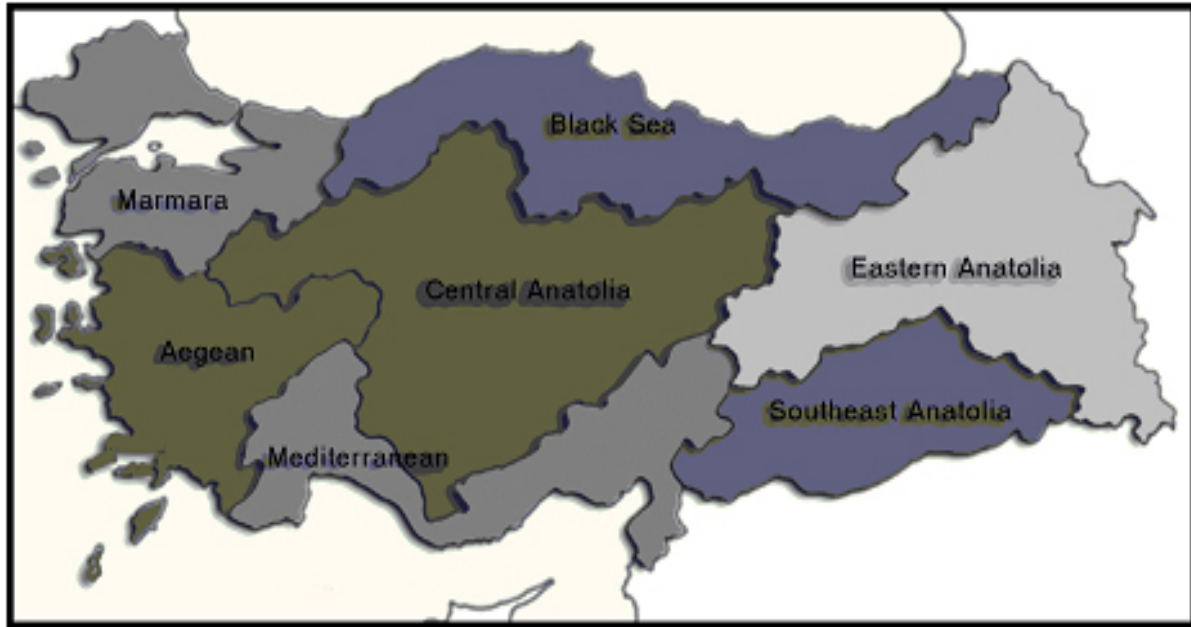 Black Sea
Marmara
Eastern Anatolia
Central Anatolia
Aegean
Southeast Anatolia
Mediterranean